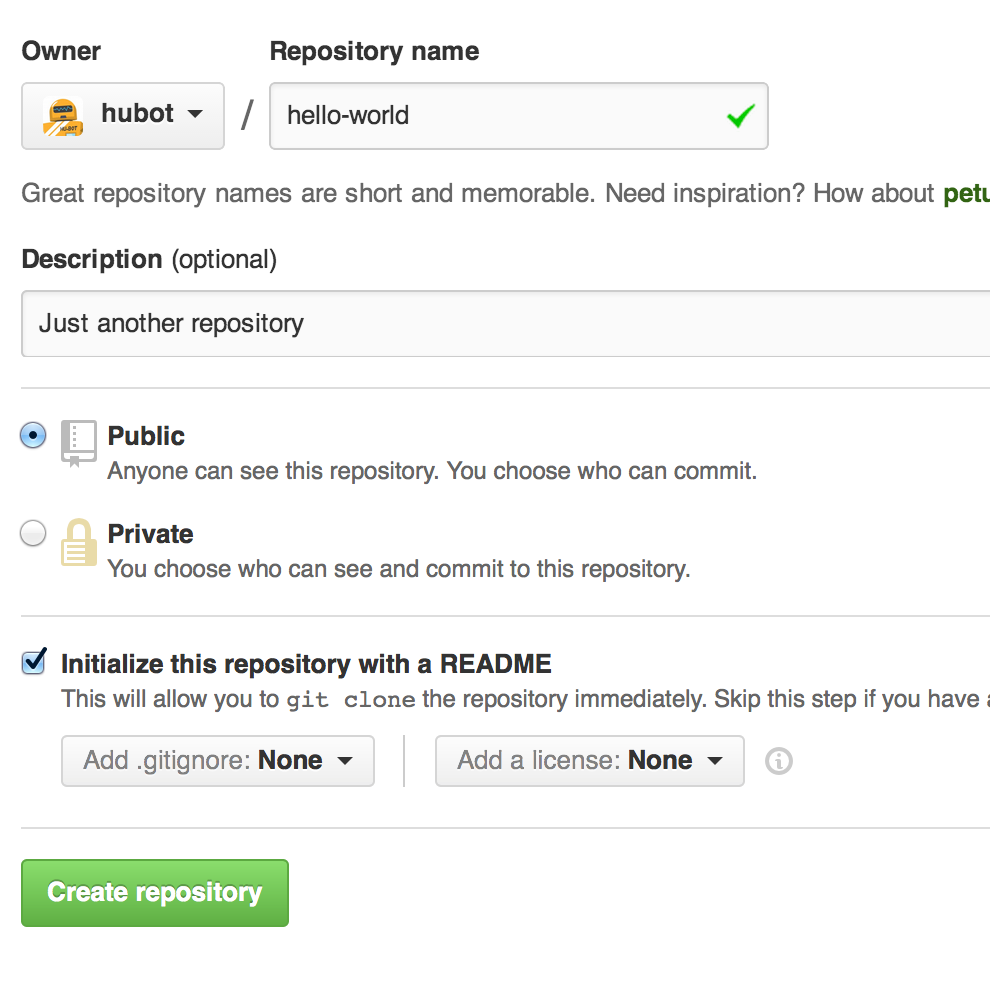 Owner
Repository name
hubot / hello-world
Great repository names are short and memorable. Need inspiration? How about
Description (optional)
Just another repository
Public
Anyone can see this repository. You choose who can commit.
Private
You choose who can see and commit to this repository.
Initialize this repository with a README
This will allow you to git clone the repository immediately. Skip this step if you have
Add .gitignore: None
Add a license: None
Create repository